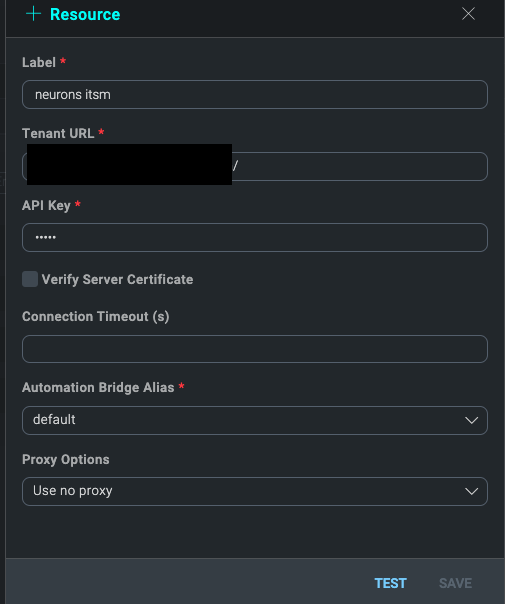 + Resource
Label *
neurons itsm
Tenant URL *
/
API Key *
•••••
Verify Server Certificate
Connection Timeout (s)
Automation Bridge Alias *
default
Proxy Options
Use no proxy
TEST SAVE